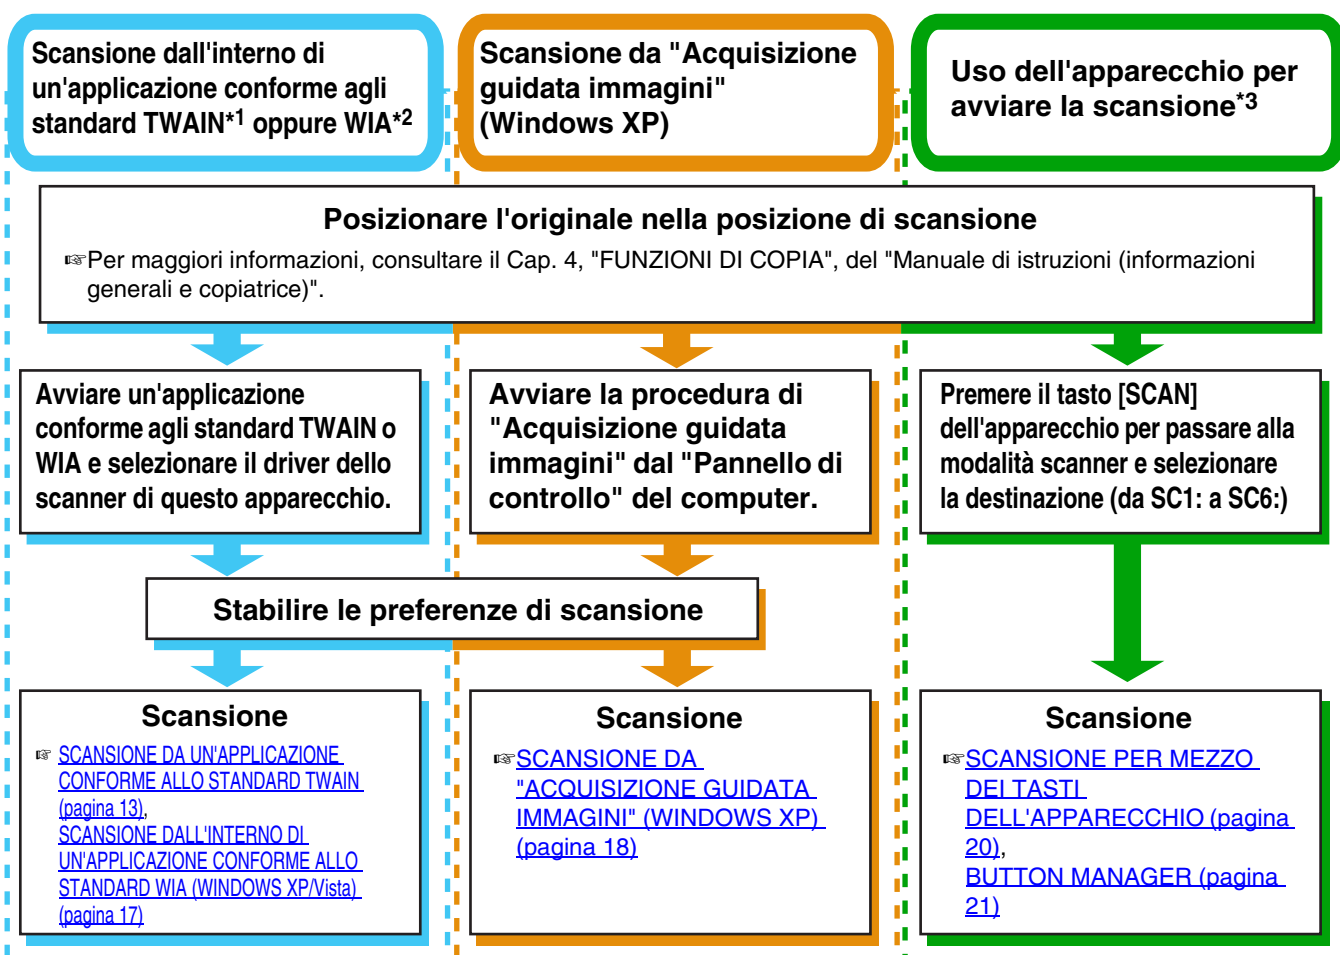 Scansione dall'interno di
un'applicazione conforme agli
standard TWAIN*1 oppure WIA*2
Scansione da "Acquisizione
guidata immagini"
(Windows XP)
Uso dell'apparecchio per
avviare la scansione*3
Posizionare l'originale nella posizione di scansione
☞Per maggiori informazioni, consultare il Cap. 4, "FUNZIONI DI COPIA", del "Manuale di istruzioni (informazioni
generali e copiatrice)".
Avviare un'applicazione
conforme agli standard TWAIN o
WIA e selezionare il driver dello
scanner di questo apparecchio.
Avviare la procedura di
"Acquisizione guidata
immagini" dal "Pannello di
controllo" del computer.
Premere il tasto [SCAN]
dell'apparecchio per passare alla
modalità scanner e selezionare
la destinazione (da SC1: a SC6:)
Stabilire le preferenze di scansione
Scansione
☞ SCANSIONE DA UN'APPLICAZIONE
CONFORME ALLO STANDARD TWAIN
(pagina 13),
SCANSIONE DALL'INTERNO DI
UN'APPLICAZIONE CONFORME ALLO
STANDARD WIA (WINDOWS XP/Vista)
(pagina 17)
Scansione
☞SCANSIONE DA
"ACQUISIZIONE GUIDATA
IMMAGINI" (WINDOWS XP)
(pagina 18)
Scansione
☞SCANSIONE PER MEZZO
DEI TASTI
DELL'APPARECCHIO (pagina
20),
BUTTON MANAGER (pagina
21)